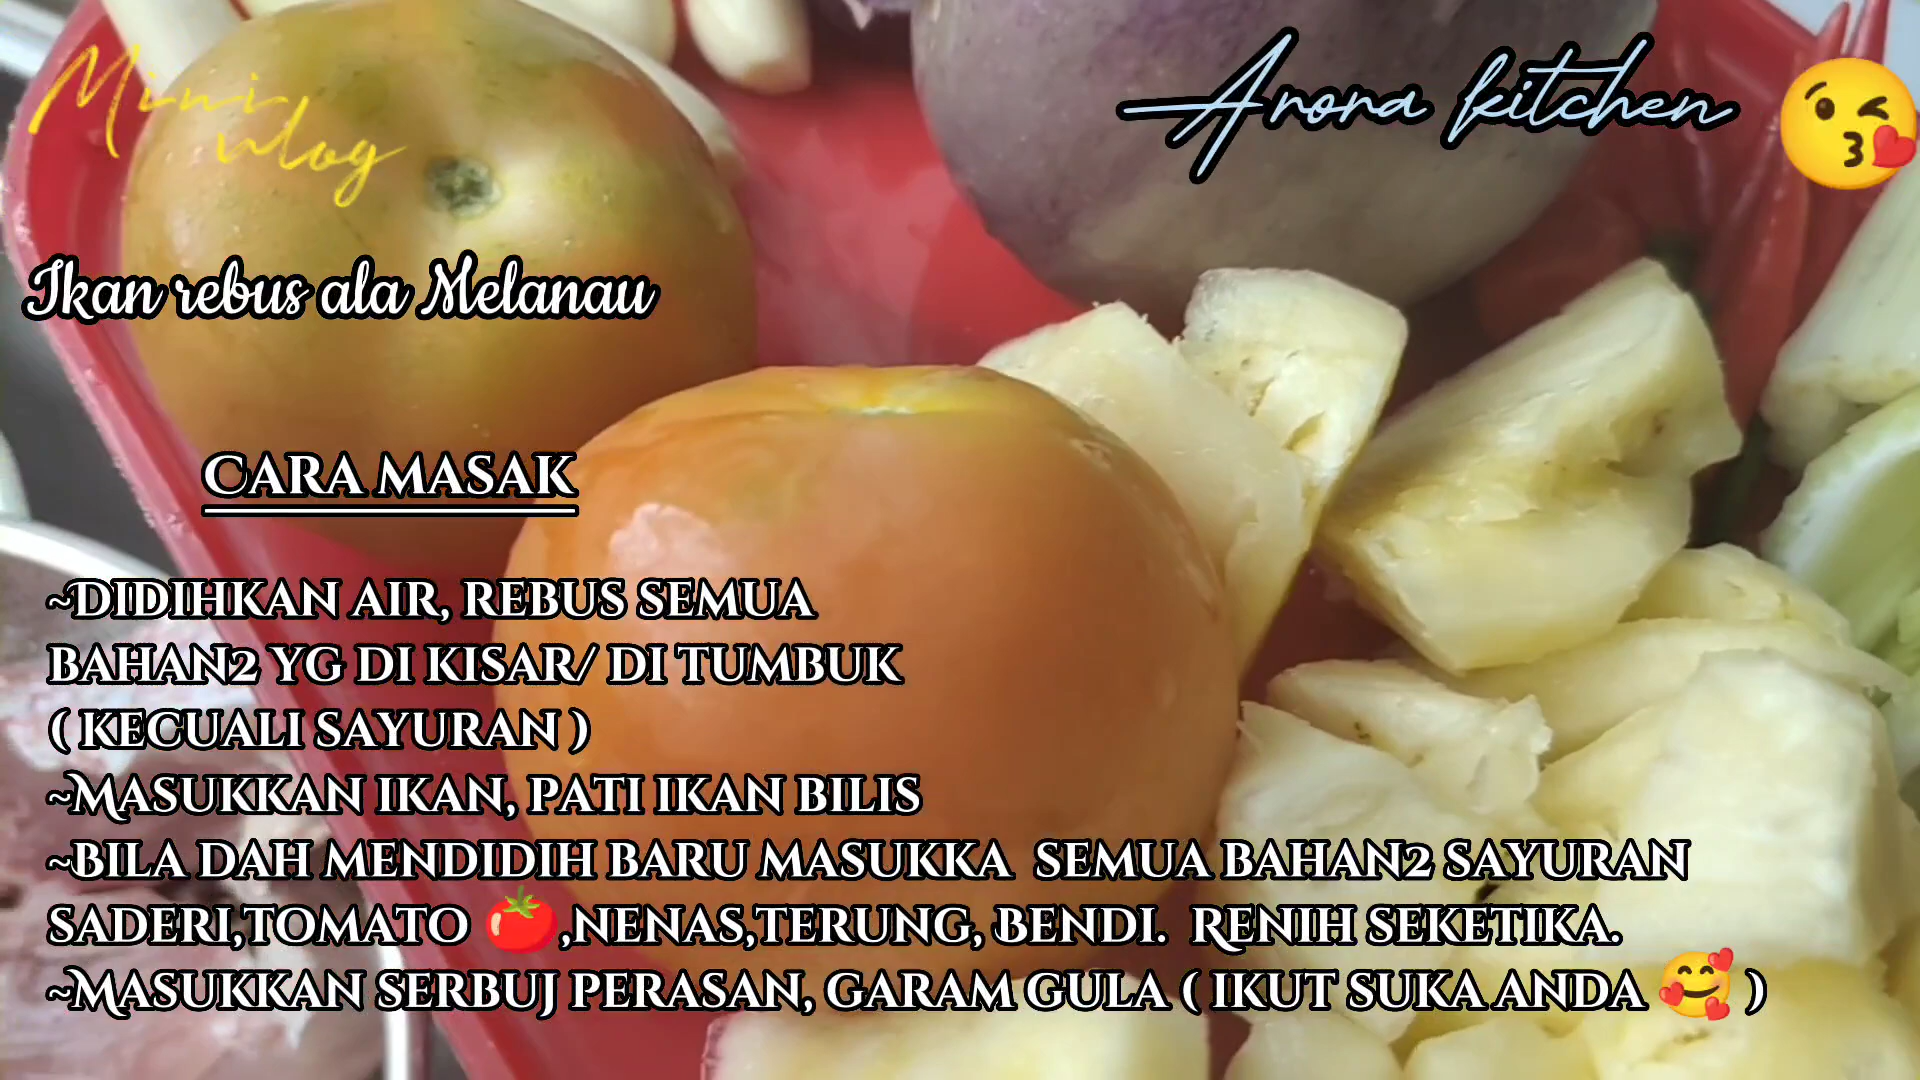 Mini
vlog
Arora kitchen 😘
Ikan rebus ala Melanau
Cara masak
~Didihkan air, rebus semua
bahan2 yg di kisar/ di tumbuk
( kecuali sayuran )
~Masukkan ikan, pati ikan bilis
~Bila dah mendidih baru masukka semua bahan2 sayuran
saderi,tomato 🍅,nenas,terung, bendi. Renih seketika.
~Masukkan serbuj perasan, garam gula ( ikut suka anda 🥰 )